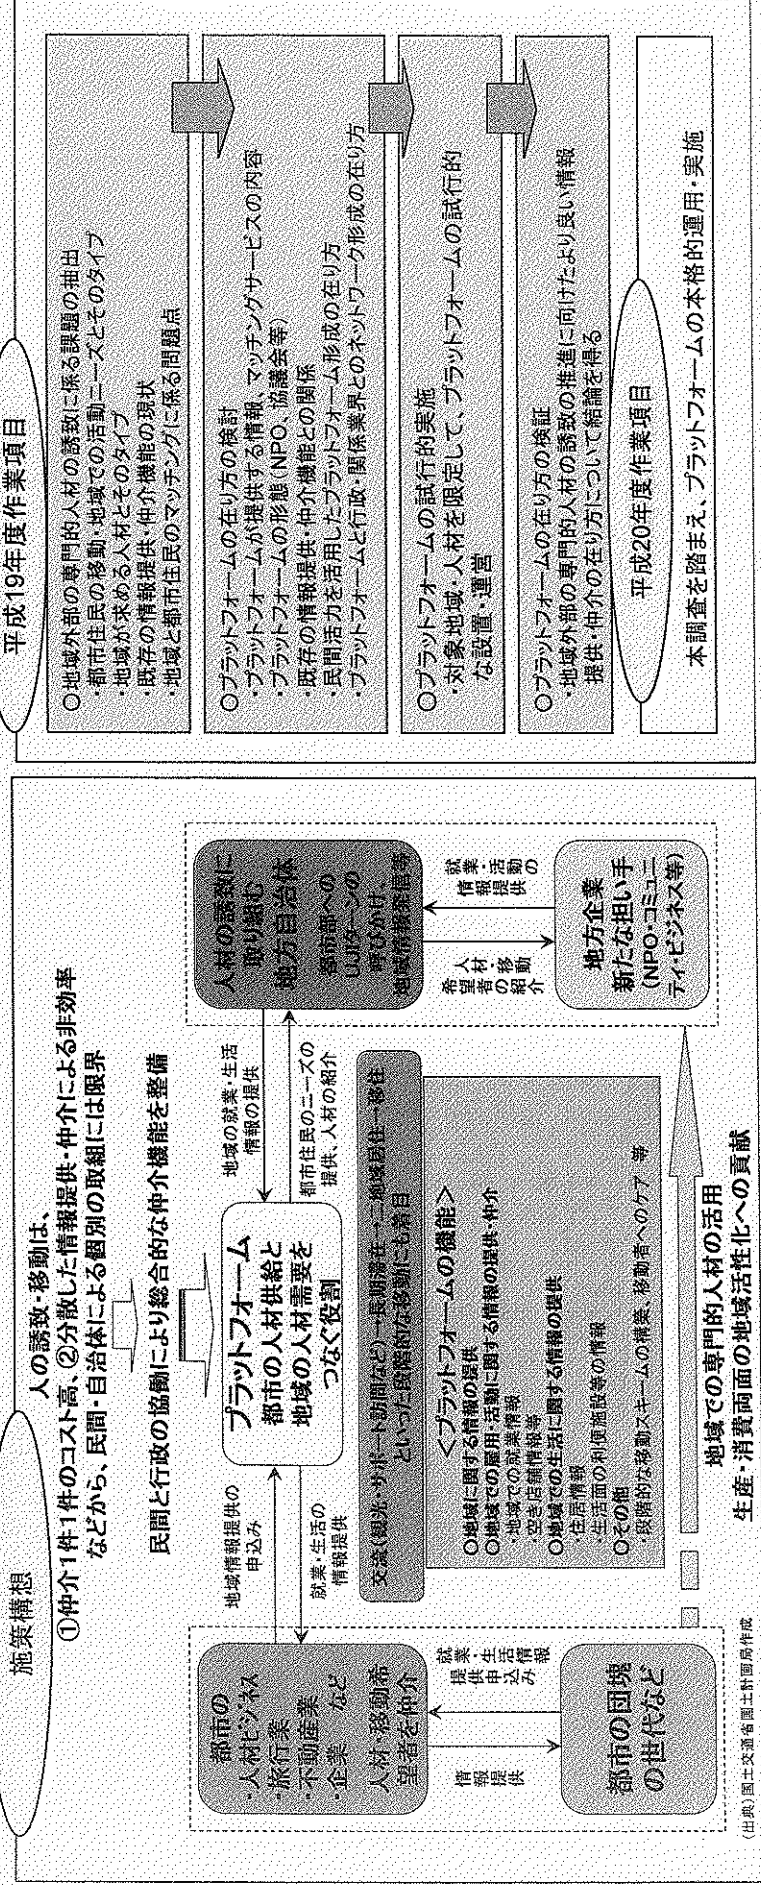 施策構想
人の誘致・移動は、
①仲介1件1件のコスト高、②分散した情報提供・仲介による非効率
などから、民間・自治体による個別の取組には限界
民間と行政の協働により総合的な仲介機能を整備
都市の
・人材ビジネス
・旅行業
・不動産業
・企業 など
人材・移動希
望者を仲介
情報
提供
就業・生活情報
提供申込み
都市の団塊
の世代など
地域情報提供の
申込み
就業・生活の
情報提供
プラットフォーム
都市の人材供給と
地域の人材需要を
つなぐ役割
地域の就業・生活
情報の提供
都市住民のニーズの
提供、人材の紹介
人材の誘致に
取り組む
地方自治体
都市部への
UJIターンの
呼びかけ、
地域情報発信等
人材・移動
希望者の紹介
就業・活動の
情報提供
地方企業
新たな担い手
(NPO・コミュニ
ティ・ビジネス等)
交流(観光・サポート訪問など)→長期滞在→二地域居住→移住
といった段階的な移動にも着目
<プラットフォームの機能>
○地域に関する情報の提供
○地域での雇用・活動に関する情報の提供・仲介
・地域での就業情報
・空き店舗情報等
○地域での生活に関する情報の提供
・住居情報
・生活面の利便施設等の情報
○その他
・段階的な移動スキームの構築、移動者へのケア 等
地域での専門的人材の活用
生産・消費両面の地域活性化への貢献
(出典)国土交通省国土計画局作成
平成19年度作業項目
○地域外部の専門的人材の誘致に係る課題の抽出
・都市住民の移動・地域での活動ニーズとそのタイプ
・地域が求める人材とそのタイプ
・既存の情報提供・仲介機能の現状
・地域と都市住民のマッチングに係る問題点
○プラットフォームの在り方の検討
・プラットフォームが提供する情報、マッチングサービスの内容
・プラットフォームの形態(NPO、協議会等)
・既存の情報提供・仲介機能との関係
・民間活力を活用したプラットフォーム形成の在り方
・プラットフォームと行政・関係業界とのネットワーク形成の在り方
○プラットフォームの試行的実施
・対象地域・人材を限定して、プラットフォームの試行的
な設置・運営
○プラットフォームの在り方の検証
・地域外部の専門的人材の誘致の推進に向けたより良い情報
提供・仲介の在り方について結論を得る
平成20年度作業項目
本調査を踏まえ、プラットフォームの本格的運用・実施